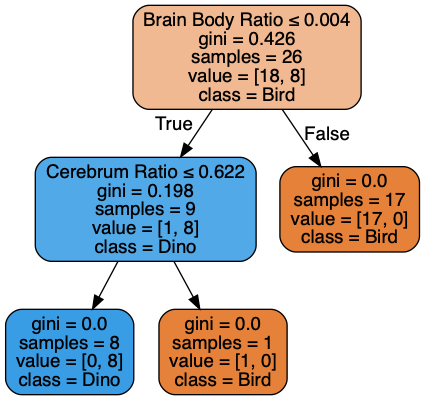 Brain Body Ratio ≤ 0.004
gini = 0.426
samples = 26
value = [18, 8]
class = Bird
True
False
Cerebrum Ratio ≤ 0.622
gini = 0.198
samples = 9
value = [1, 8]
class = Dino
gini = 0.0
samples = 17
value = [17, 0]
class = Bird
gini = 0.0
samples = 8
value = [0, 8]
class = Dino
gini = 0.0
samples = 1
value = [1, 0]
class = Bird